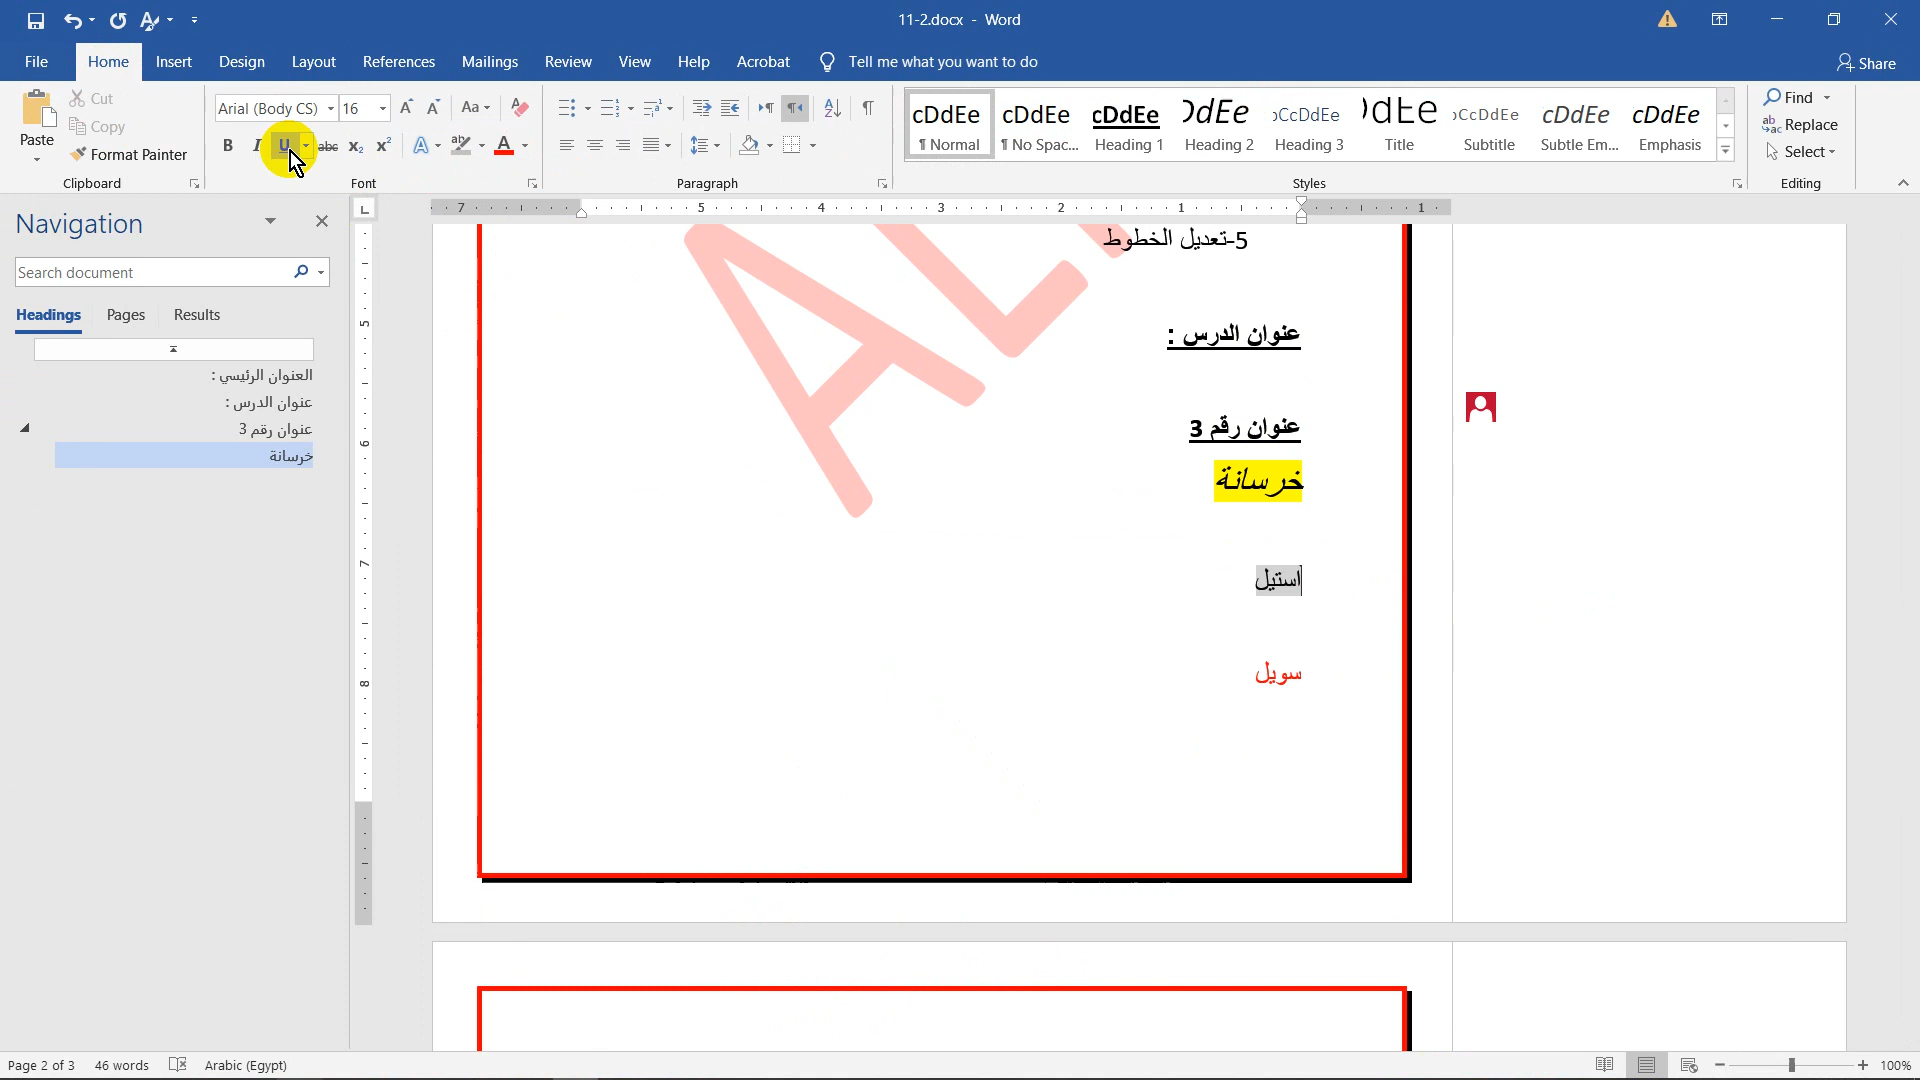 11-2.docx - Word
File Home Insert Design Layout References Mailings Review View Help Acrobat Tell me what you want to do Share
Paste
Cut
Copy
Format Painter
Clipboard
Arial (Body CS) 16
Font
Paragraph
¶ Normal
¶ No Spac...
Heading 1
Heading 2
Heading 3
Title
Subtitle
Subtle Em...
Emphasis
Styles
Find
Replace
Select
Editing
Navigation
Search document
Headings Pages Results
العنوان الرئيسي :
عنوان الدرس :
عنوان رقم 3
خرسانة
5-تعديل الخطوط
عنوان الدرس :
عنوان رقم 3
خرسانة
استيل
سويل
Page 2 of 3 46 words Arabic (Egypt) 100%